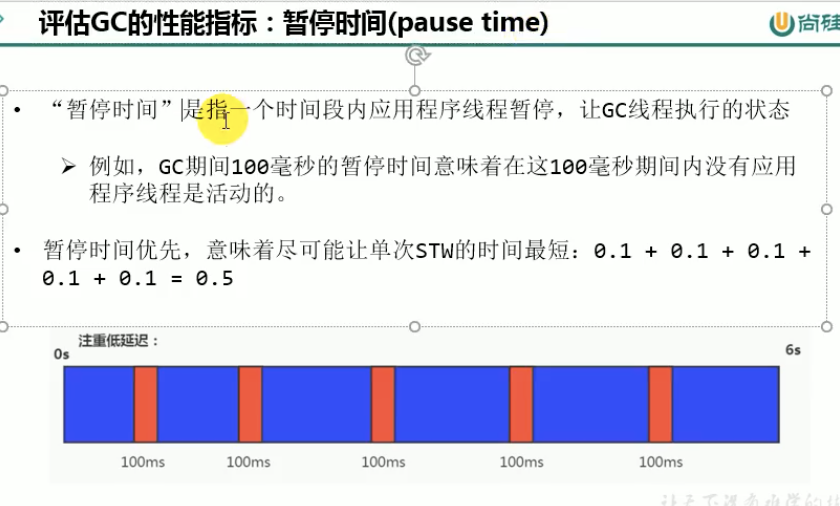 评估GC的性能指标：暂停时间(pause time)
尚硅
• “暂停时间”是指一个时间段内应用程序线程暂停，让GC线程执行的状态
➢ 例如，GC期间100毫秒的暂停时间意味着在这100毫秒期间内没有应用
程序线程是活动的。
• 暂停时间优先，意味着尽可能让单次STW的时间最短：0.1 + 0.1 + 0.1 +
0.1 + 0.1 = 0.5
注重低延迟：
0s 6s
100ms 100ms 100ms 100ms 100ms